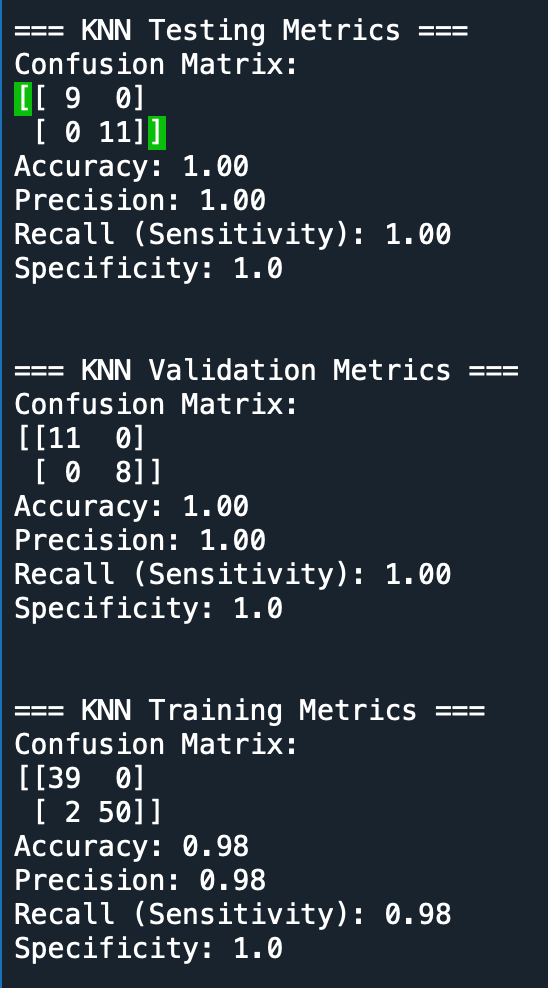 === KNN Testing Metrics ===
Confusion Matrix:
[[ 9  0]
 [ 0 11]]
Accuracy: 1.00
Precision: 1.00
Recall (Sensitivity): 1.00
Specificity: 1.0
=== KNN Validation Metrics ===
Confusion Matrix:
[[11  0]
 [ 0  8]]
Accuracy: 1.00
Precision: 1.00
Recall (Sensitivity): 1.00
Specificity: 1.0
=== KNN Training Metrics ===
Confusion Matrix:
[[39  0]
 [ 2 50]]
Accuracy: 0.98
Precision: 0.98
Recall (Sensitivity): 0.98
Specificity: 1.0